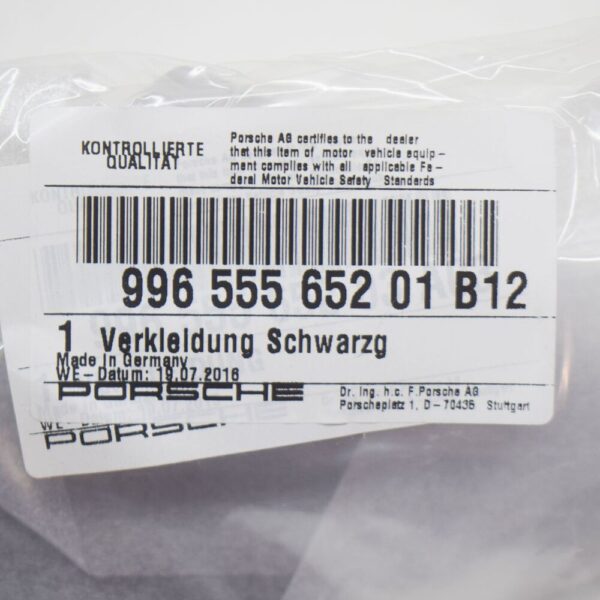 KONTROLLIERTE
QUALITÄT
Porsche AG certifies to the dealer
that this item of motor vehicle equip-
ment complies with all applicable Fe-
deral Motor Vehicle Safety Standards
996 555 652 01 B12
1 Verkleidung Schwarzg
Made in Germany
WE-Datum: 19.07.2016
PORSCHE
Dr. Ing. h.c. F.Porsche AG
Porscheplatz 1, D-70435 Stuttgart
PORSCHE